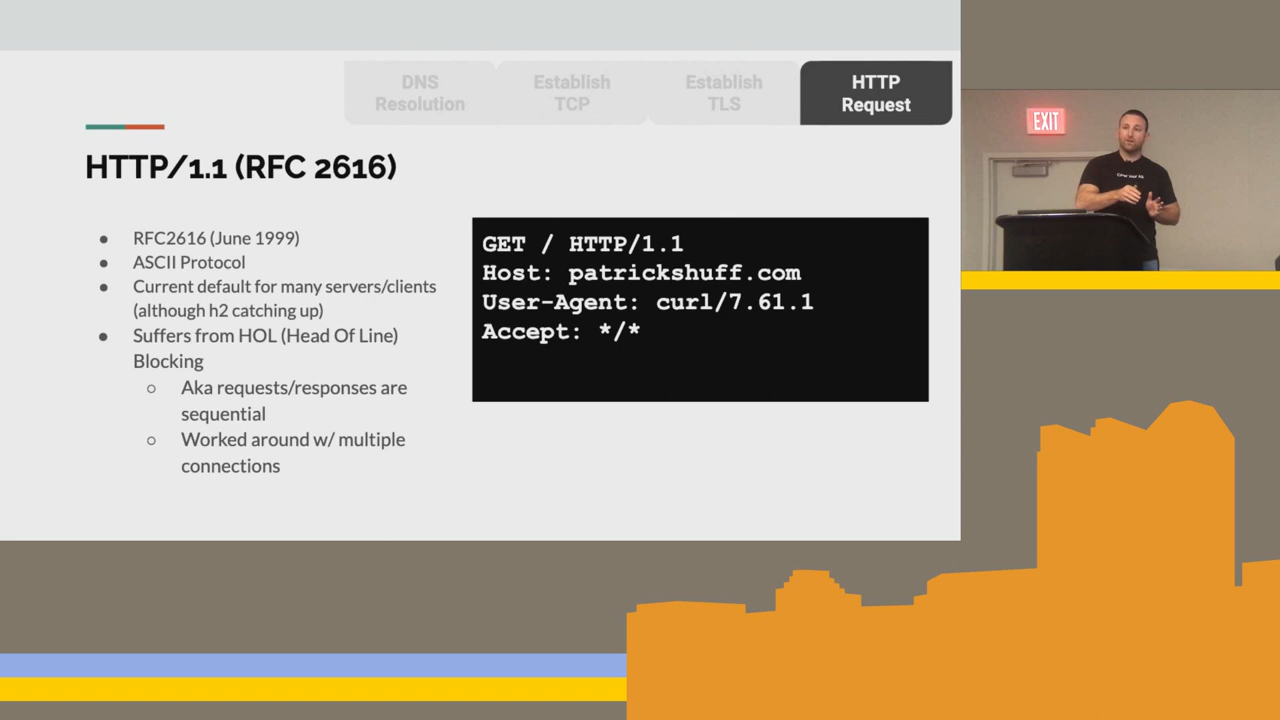 DNS
Resolution
Establish
TCP
Establish
TLS
HTTP
Request
HTTP/1.1 (RFC 2616)
● RFC2616 (June 1999)
● ASCII Protocol
● Current default for many servers/clients
(although h2 catching up)
● Suffers from HOL (Head Of Line)
Blocking
○ Aka requests/responses are
sequential
○ Worked around w/ multiple
connections
GET / HTTP/1.1
Host: patrickshuff.com
User-Agent: curl/7.61.1
Accept: */*
EXIT